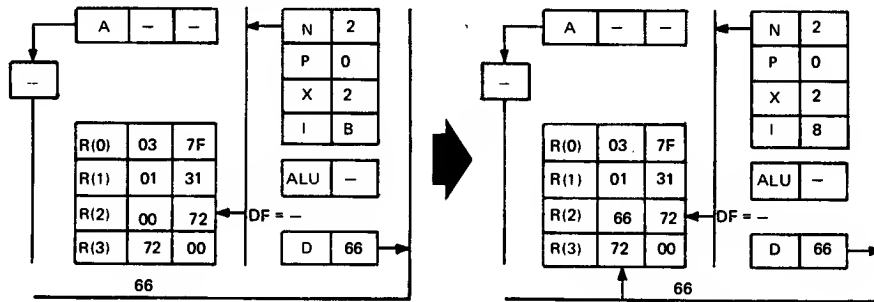 A – –
N 2
P 0
X 2
I B
–
R(0) 03 7F
R(1) 01 31
R(2) 00 72
R(3) 72 00
ALU –
DF = –
D 66
66
A – –
N 2
P 0
X 2
I 8
–
R(0) 03 7F
R(1) 01 31
R(2) 66 72
R(3) 72 00
ALU –
DF = –
D 66
66